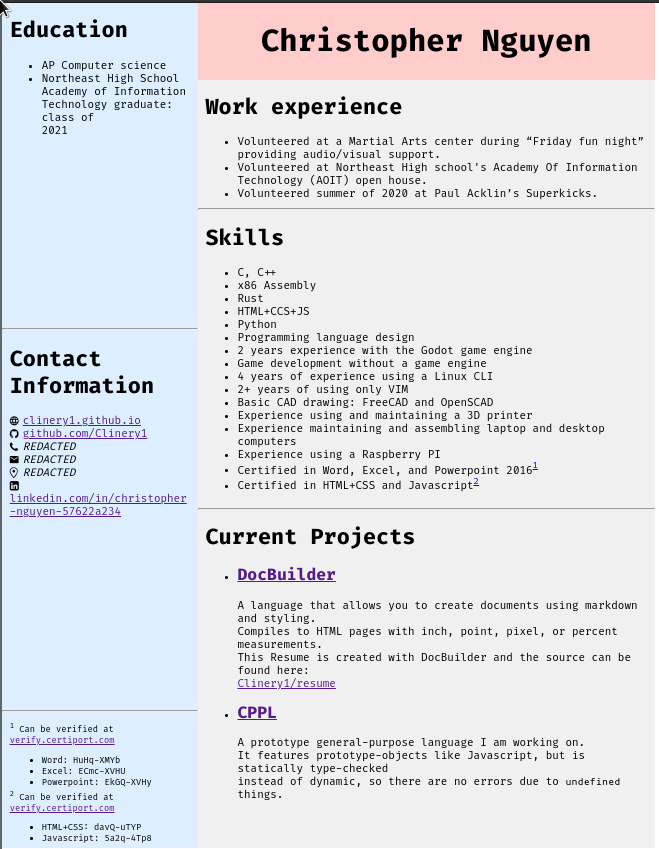 Education
• AP Computer science
• Northeast High School
Academy of Information
Technology graduate:
class of
2021
Contact
Information
clinery1.github.io
github.com/Clinery1
REDACTED
REDACTED
REDACTED
linkedin.com/in/christopher
-nguyen-57622a234
1 Can be verified at
verify.certiport.com
• Word: HuHq-XMYb
• Excel: ECmc-XVHU
• Powerpoint: EkGQ-XVHy
2 Can be verified at
verify.certiport.com
• HTML+CSS: davQ-uTYP
• Javascript: 5a2q-4Tp8
Christopher Nguyen
Work experience
• Volunteered at a Martial Arts center during “Friday fun night”
providing audio/visual support.
• Volunteered at Northeast High school's Academy Of Information
Technology (AOIT) open house.
• Volunteered summer of 2020 at Paul Acklin’s Superkicks.
Skills
• C, C++
• x86 Assembly
• Rust
• HTML+CCS+JS
• Python
• Programming language design
• 2 years experience with the Godot game engine
• Game development without a game engine
• 4 years of experience using a Linux CLI
• 2+ years of using only VIM
• Basic CAD drawing: FreeCAD and OpenSCAD
• Experience using and maintaining a 3D printer
• Experience maintaining and assembling laptop and desktop
computers
• Experience using a Raspberry PI
• Certified in Word, Excel, and Powerpoint 20161
• Certified in HTML+CSS and Javascript2
Current Projects
• DocBuilder
A language that allows you to create documents using markdown
and styling.
Compiles to HTML pages with inch, point, pixel, or percent
measurements.
This Resume is created with DocBuilder and the source can be
found here:
Clinery1/resume
• CPPL
A prototype general-purpose language I am working on.
It features prototype-objects like Javascript, but is
statically type-checked
instead of dynamic, so there are no errors due to undefined
things.